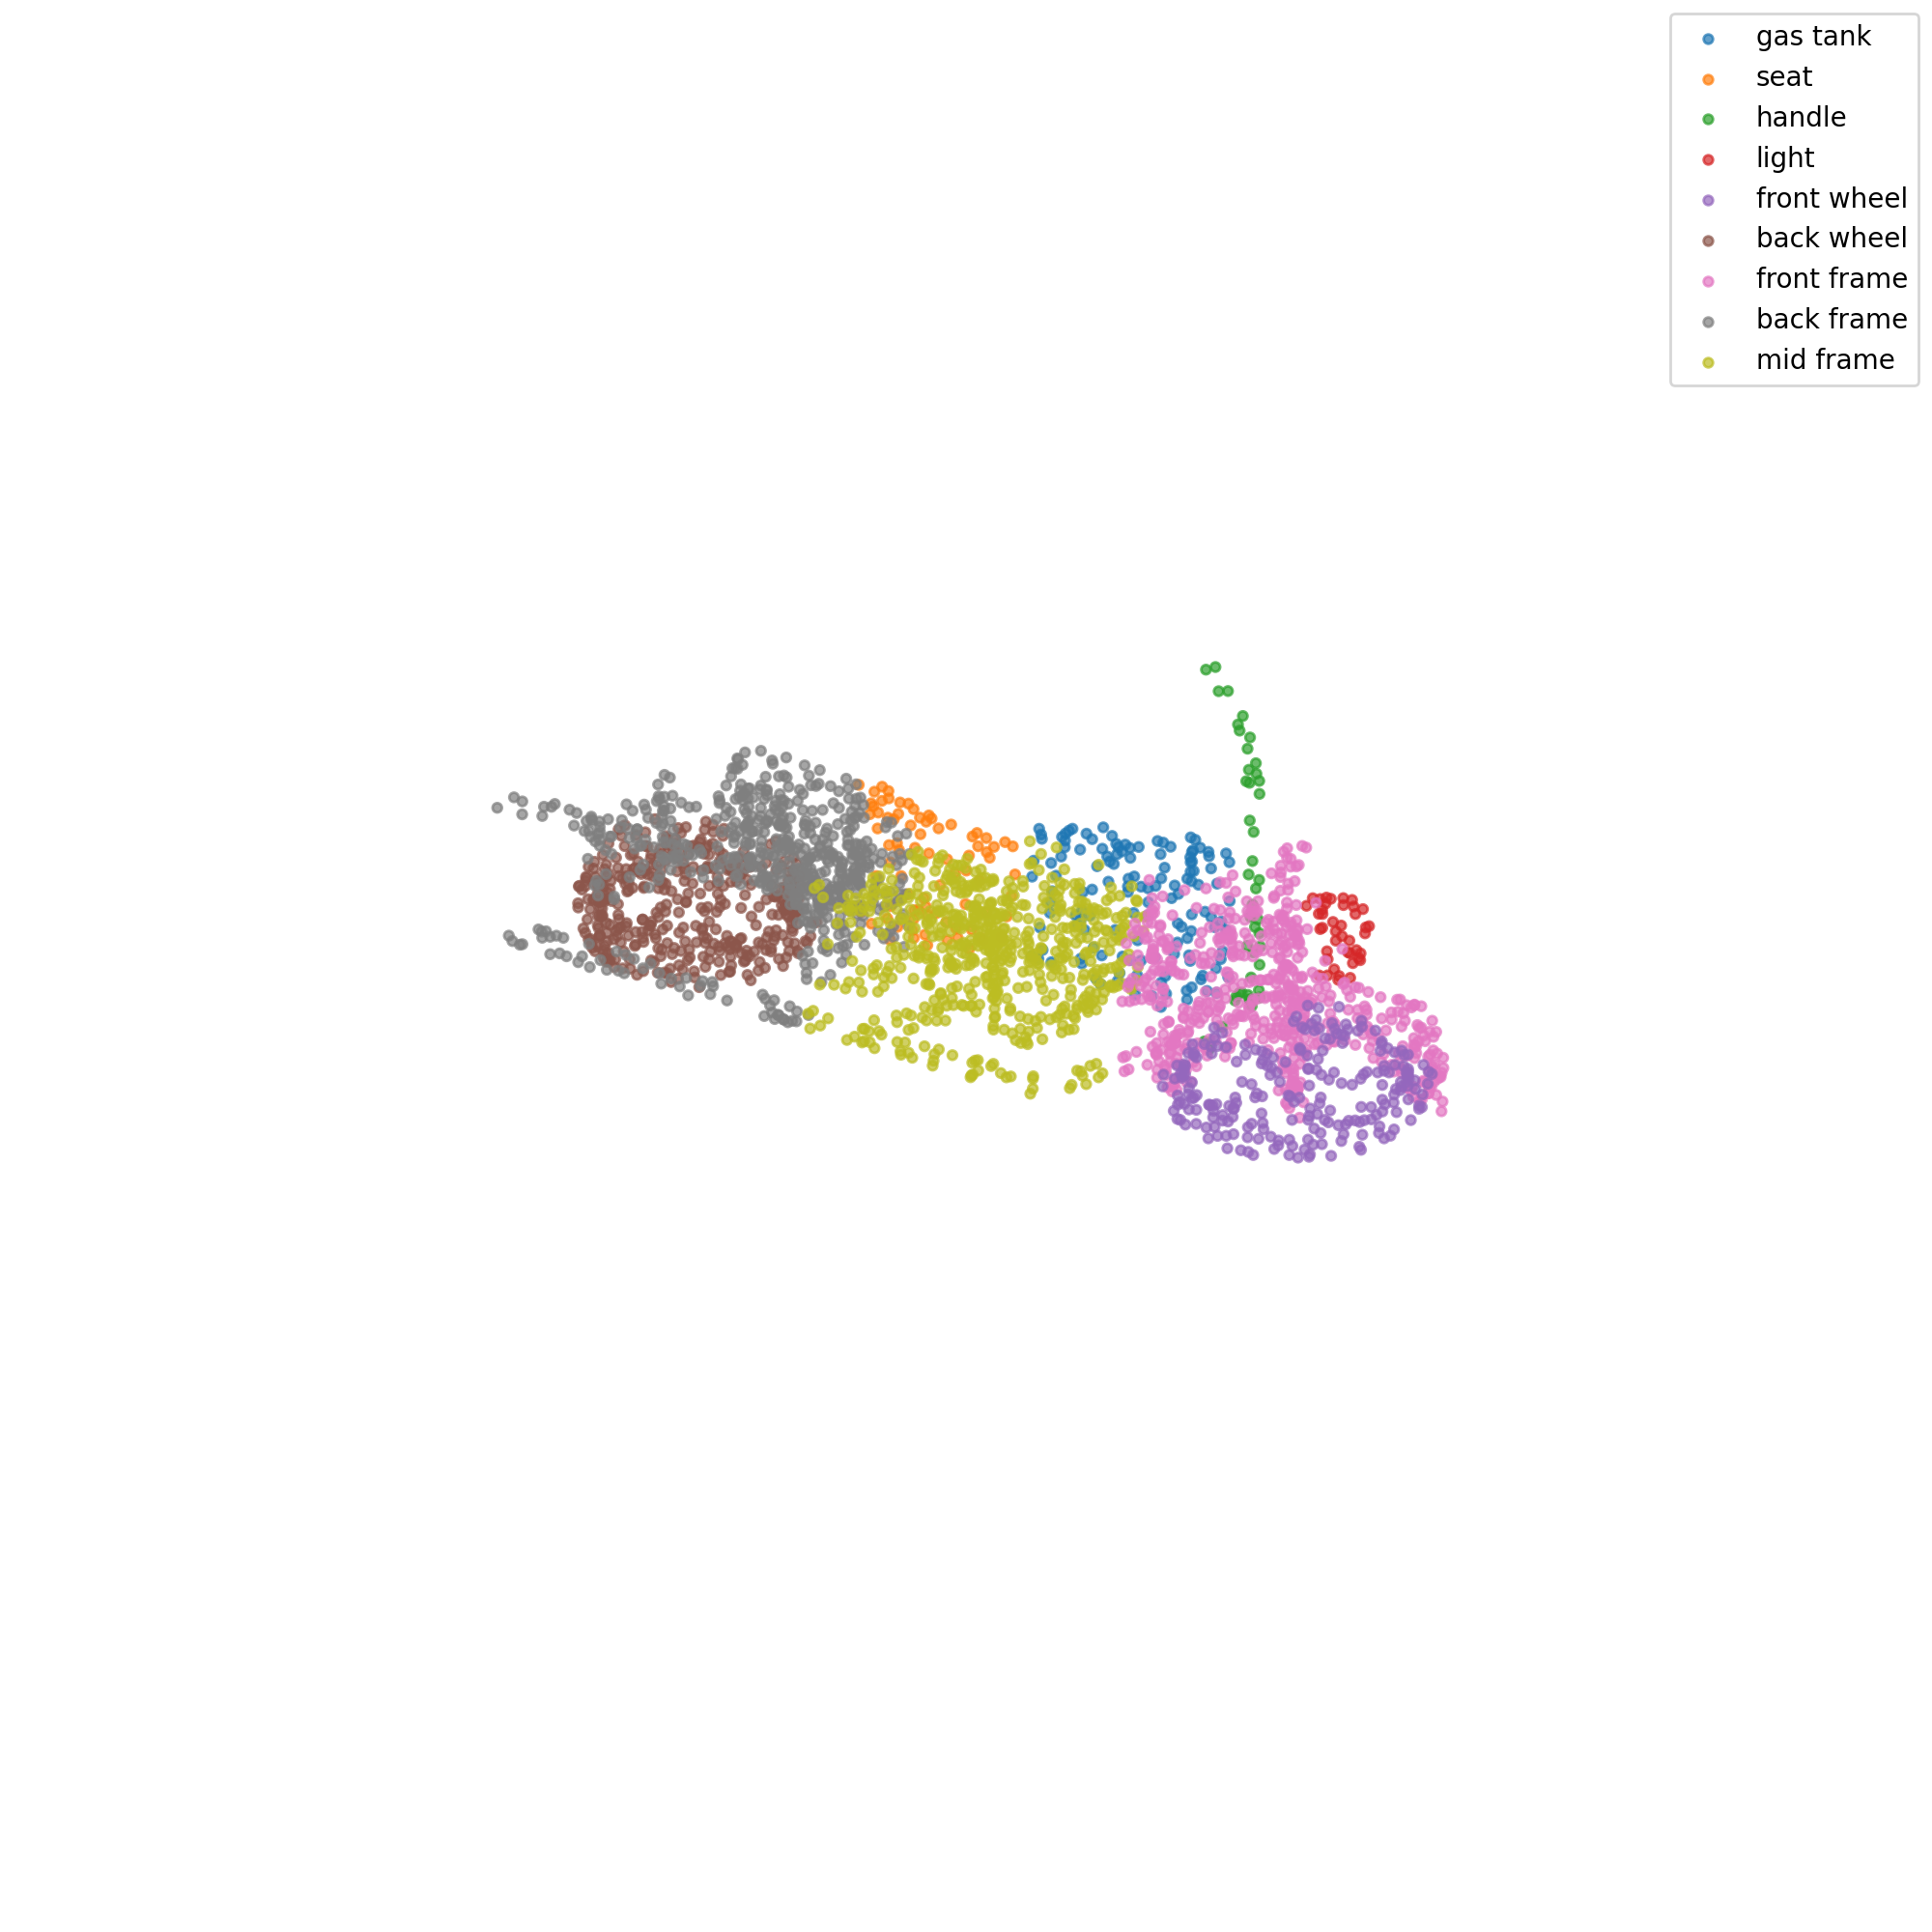 gas tank
seat
handle
light
front wheel
back wheel
front frame
back frame
mid frame